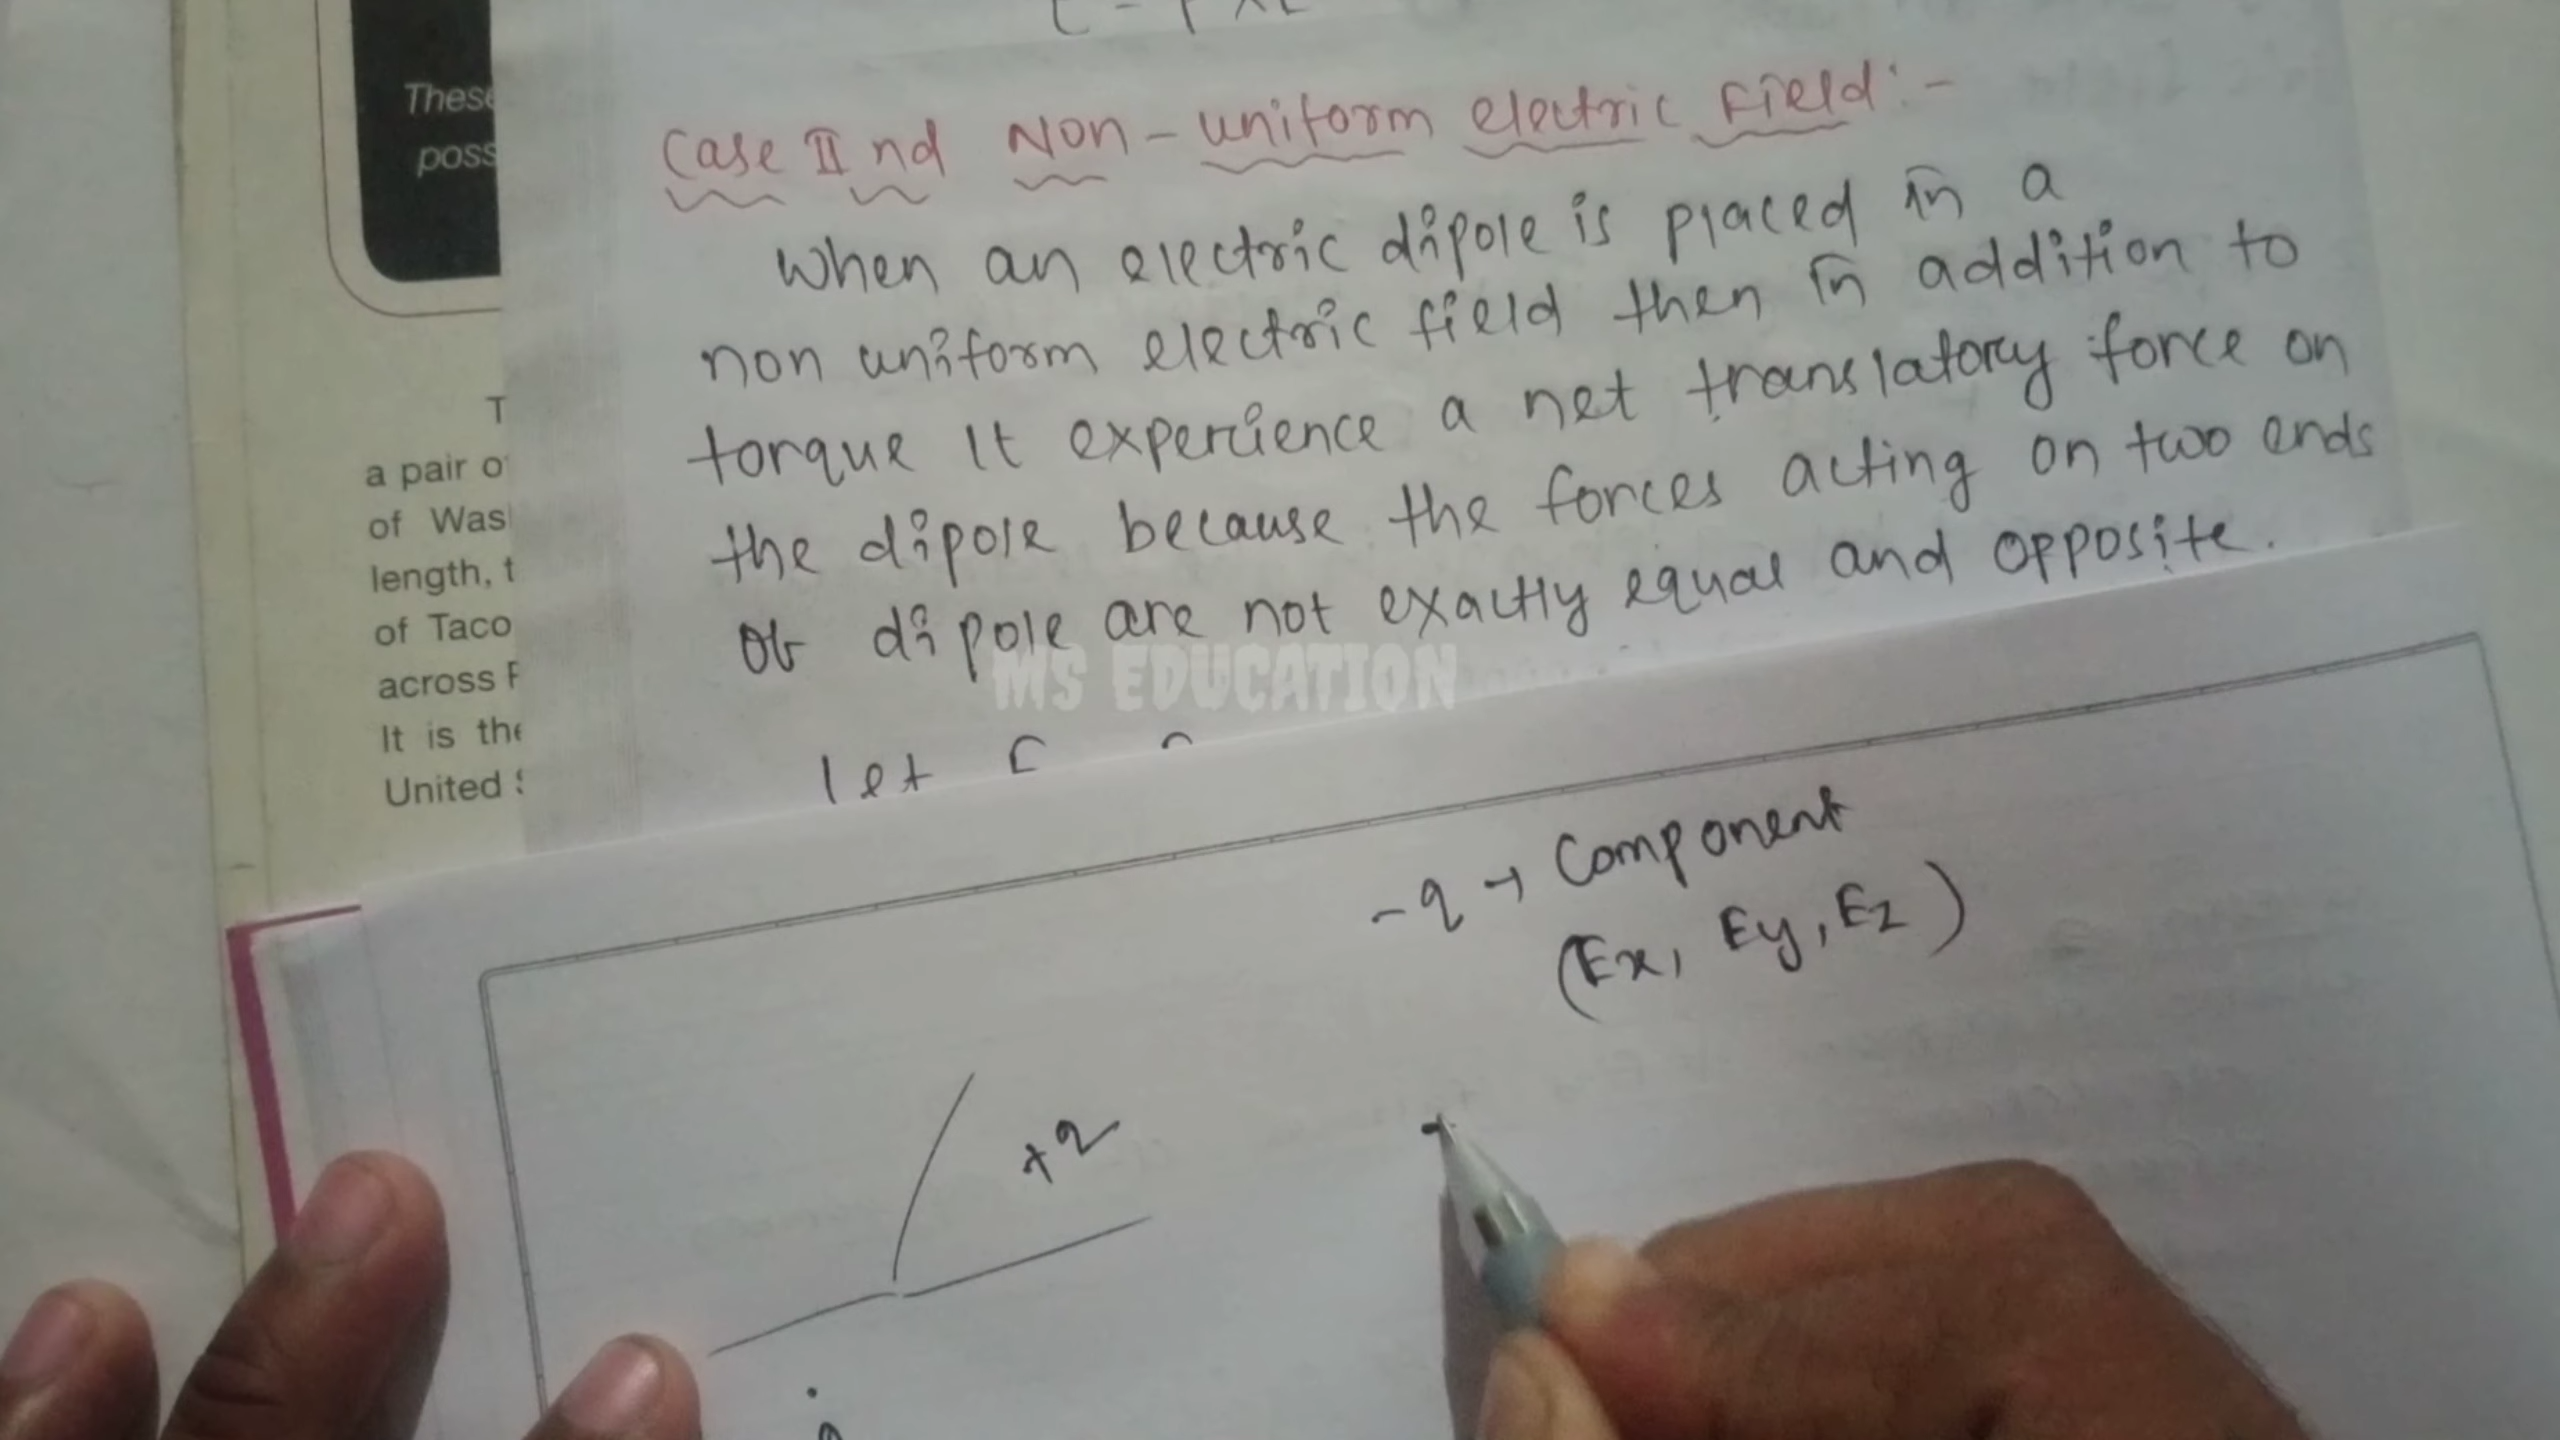 These
poss
Case II nd Non-uniform electric Field:-
When an electric dipole is placed in a
non uniform electric field then in addition to
torque It experience a net translatory force on
the dipole because the forces acting on two ends
of dipole are not exactly equal and opposite.
MS EDUCATION
let
T
a pair o
of Was
length, t
of Taco
across F
It is the
United S
-q → Component
(Ex, Ey, Ez)
+q